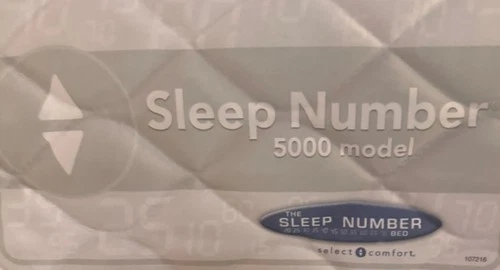 Sleep Number
5000 model
THE
SLEEP NUMBER
BED
select comfort.
107216